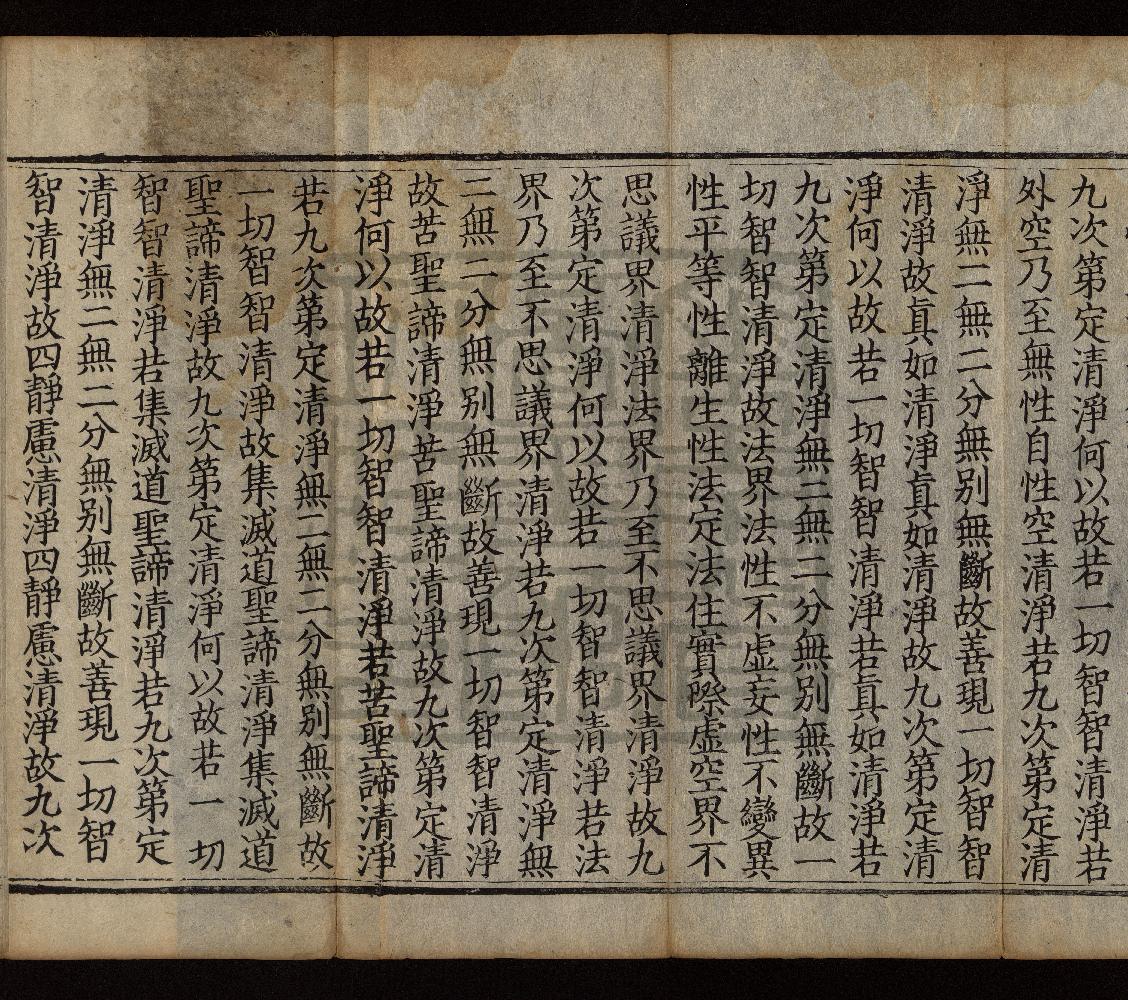 九次第定清淨何以故若一切智智清淨若
外空乃至無性自性空清淨若九次第定清
淨無二無二分無別無斷故善現一切智智
清淨故真如清淨真如清淨故九次第定清
淨何以故若一切智智清淨若真如清淨若
九次第定清淨無二無二分無別無斷故一
切智智清淨故法界法性不虛妄性不變異
性平等性離生性法定法住實際虛空界不
思議界清淨法界乃至不思議界清淨故九
次第定清淨何以故若一切智智清淨若法
界乃至不思議界清淨若九次第定清淨無
二無二分無別無斷故善現一切智智清淨
故苦聖諦清淨苦聖諦清淨故九次第定清
淨何以故若一切智智清淨若苦聖諦清淨
若九次第定清淨無二無二分無別無斷故
一切智智清淨故集滅道聖諦清淨集滅道
聖諦清淨故九次第定清淨何以故若一切
智智清淨若集滅道聖諦清淨若九次第定
清淨無二無二分無別無斷故善現一切智
智清淨故四靜慮清淨四靜慮清淨故九次